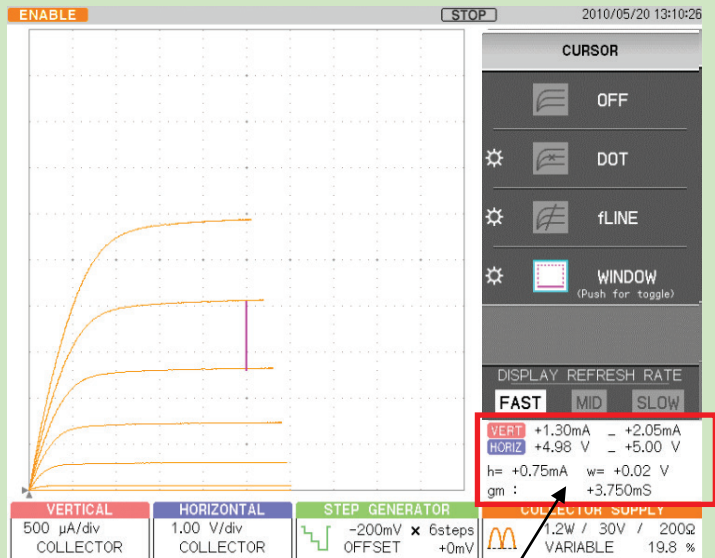 ENABLE STOP 2010/05/20 13:10:26
CURSOR
OFF
DOT
fLINE
WINDOW
(Push for toggle)
DISPLAY REFRESH RATE
FAST MID SLOW
VERT +1.30mA _ +2.05mA
HORIZ +4.98 V _ +5.00 V
h= +0.75mA w= +0.02 V
gm : +3.750mS
VERTICAL
500 µA/div
COLLECTOR
HORIZONTAL
1.00 V/div
COLLECTOR
STEP GENERATOR
-200mV × 6steps
OFFSET +0mV
COLLECTOR SUPPLY
1.2W / 30V / 200Ω
VARIABLE 19.8 %